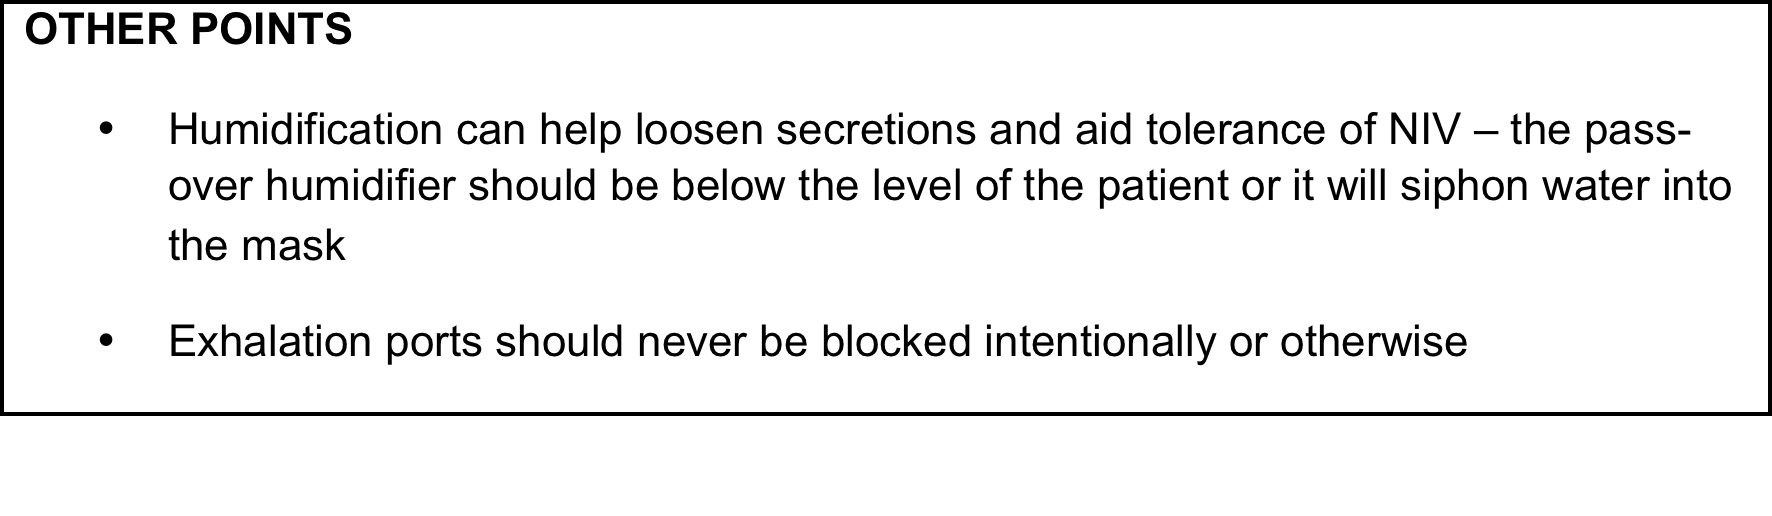 OTHER POINTS
• Humidification can help loosen secretions and aid tolerance of NIV – the pass-
over humidifier should be below the level of the patient or it will siphon water into
the mask
• Exhalation ports should never be blocked intentionally or otherwise